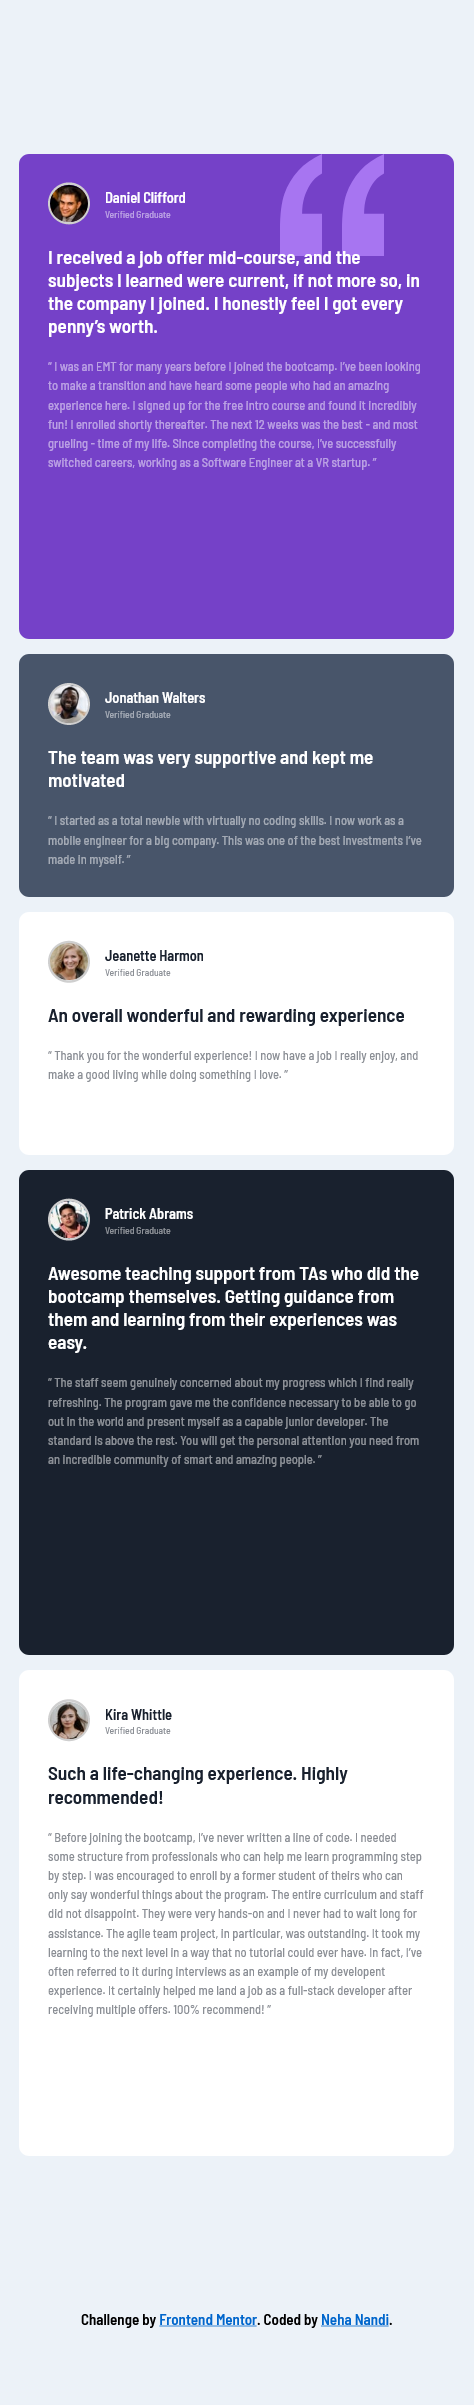 Daniel Clifford
Verified Graduate
I received a job offer mid-course, and the
subjects I learned were current, if not more so, in
the company I joined. I honestly feel I got every
penny’s worth.
“ I was an EMT for many years before I joined the bootcamp. I’ve been looking
to make a transition and have heard some people who had an amazing
experience here. I signed up for the free intro course and found it incredibly
fun! I enrolled shortly thereafter. The next 12 weeks was the best - and most
grueling - time of my life. Since completing the course, I’ve successfully
switched careers, working as a Software Engineer at a VR startup. ”
Jonathan Walters
Verified Graduate
The team was very supportive and kept me
motivated
“ I started as a total newbie with virtually no coding skills. I now work as a
mobile engineer for a big company. This was one of the best investments I’ve
made in myself. ”
Jeanette Harmon
Verified Graduate
An overall wonderful and rewarding experience
“ Thank you for the wonderful experience! I now have a job I really enjoy, and
make a good living while doing something I love. ”
Patrick Abrams
Verified Graduate
Awesome teaching support from TAs who did the
bootcamp themselves. Getting guidance from
them and learning from their experiences was
easy.
“ The staff seem genuinely concerned about my progress which I find really
refreshing. The program gave me the confidence necessary to be able to go
out in the world and present myself as a capable junior developer. The
standard is above the rest. You will get the personal attention you need from
an incredible community of smart and amazing people. ”
Kira Whittle
Verified Graduate
Such a life-changing experience. Highly
recommended!
“ Before joining the bootcamp, I’ve never written a line of code. I needed
some structure from professionals who can help me learn programming step
by step. I was encouraged to enroll by a former student of theirs who can
only say wonderful things about the program. The entire curriculum and staff
did not disappoint. They were very hands-on and I never had to wait long for
assistance. The agile team project, in particular, was outstanding. It took my
learning to the next level in a way that no tutorial could ever have. In fact, I’ve
often referred to it during interviews as an example of my developent
experience. It certainly helped me land a job as a full-stack developer after
receiving multiple offers. 100% recommend! ”
Challenge by Frontend Mentor. Coded by Neha Nandi.